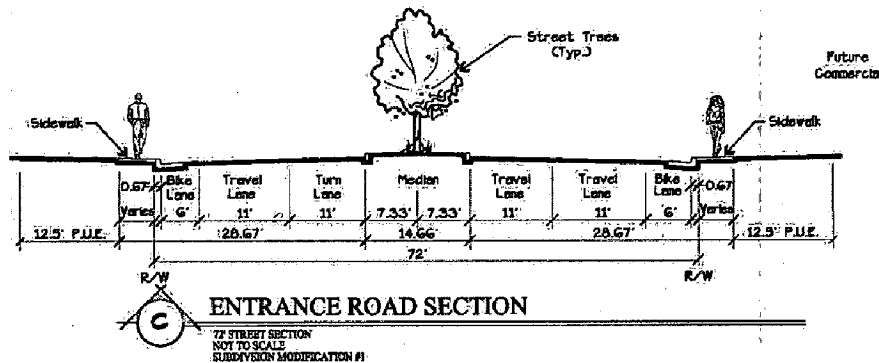 Street Trees
(Typ.)
Future
Commercia
Sidewalk
Sidewalk
0.67'
Bike
Lane
6'
Travel
Lane
11'
Turn
Lane
11'
Median
7.33' 7.33'
Travel
Lane
11'
Travel
Lane
11'
Bike
Lane
6'
0.67
Varies
Varies
12.5' P.U.E.
28.67'
14.66'
28.67'
12.5' P.U.E.
72'
R/W
R/W
C
ENTRANCE ROAD SECTION
72' STREET SECTION
NOT TO SCALE
SUBDIVISION MODIFICATION #1